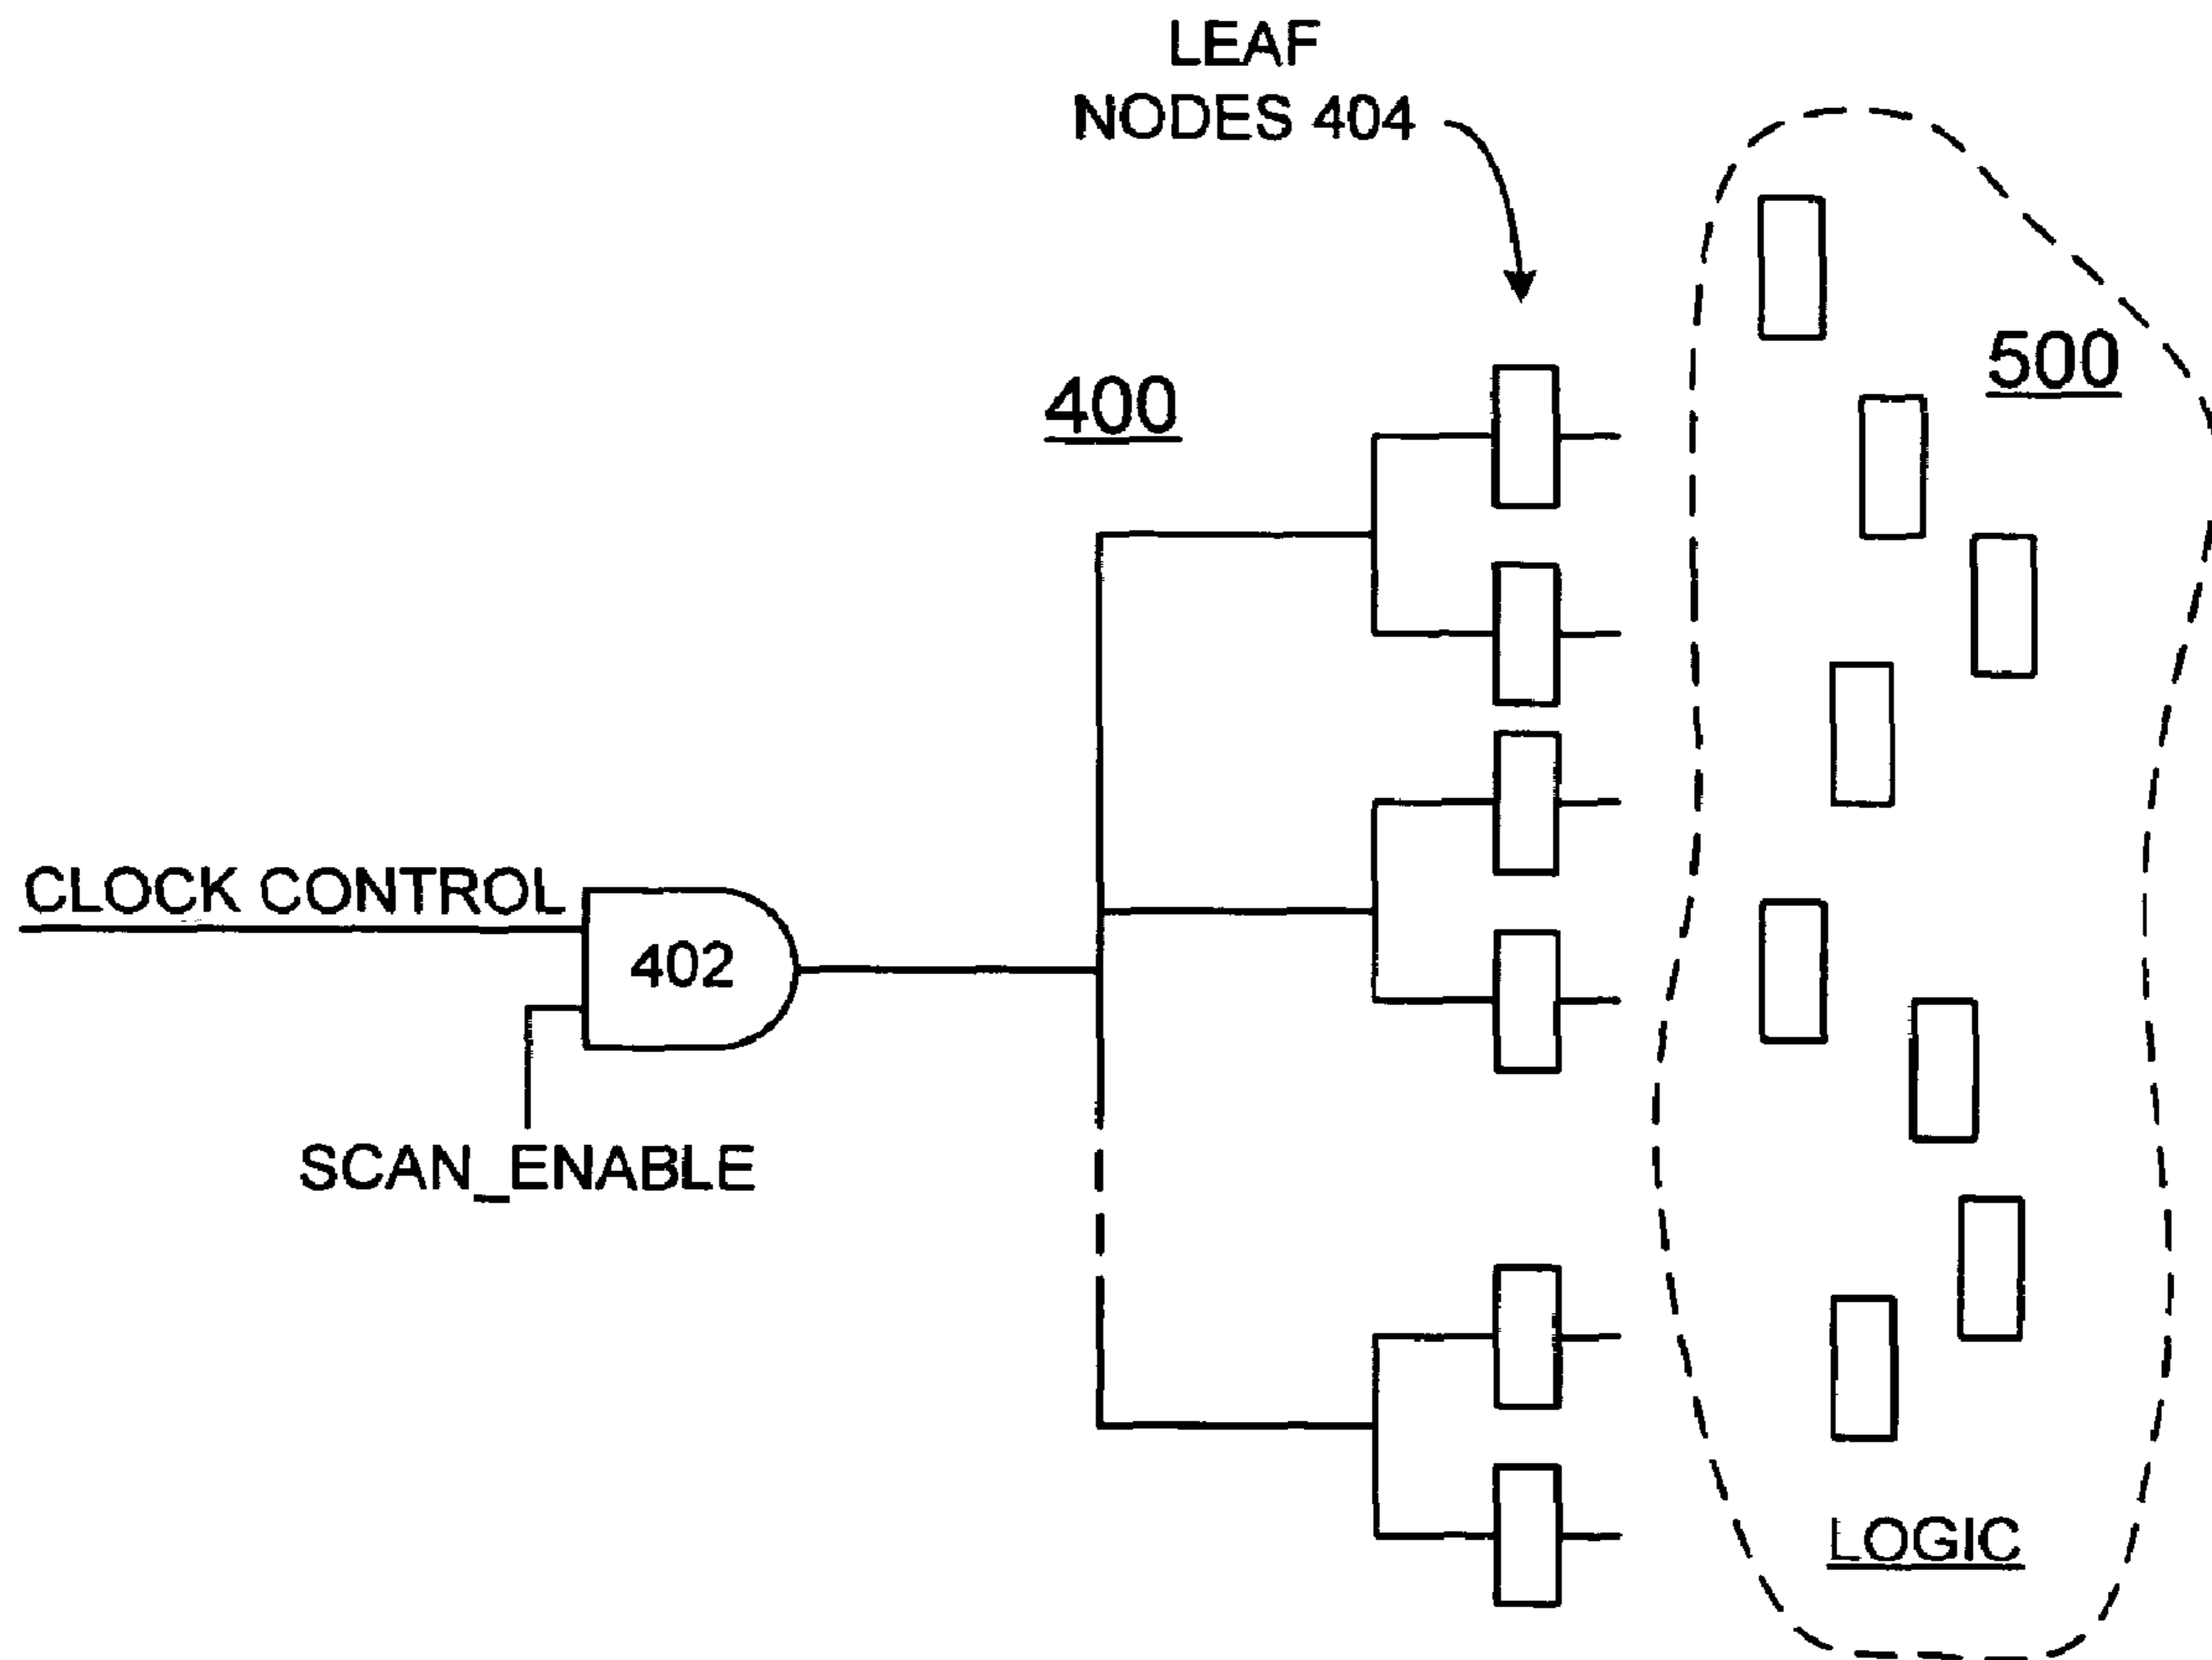 LEAF
NODES 404
500
400
CLOCK CONTROL
402
SCAN_ENABLE
LOGIC